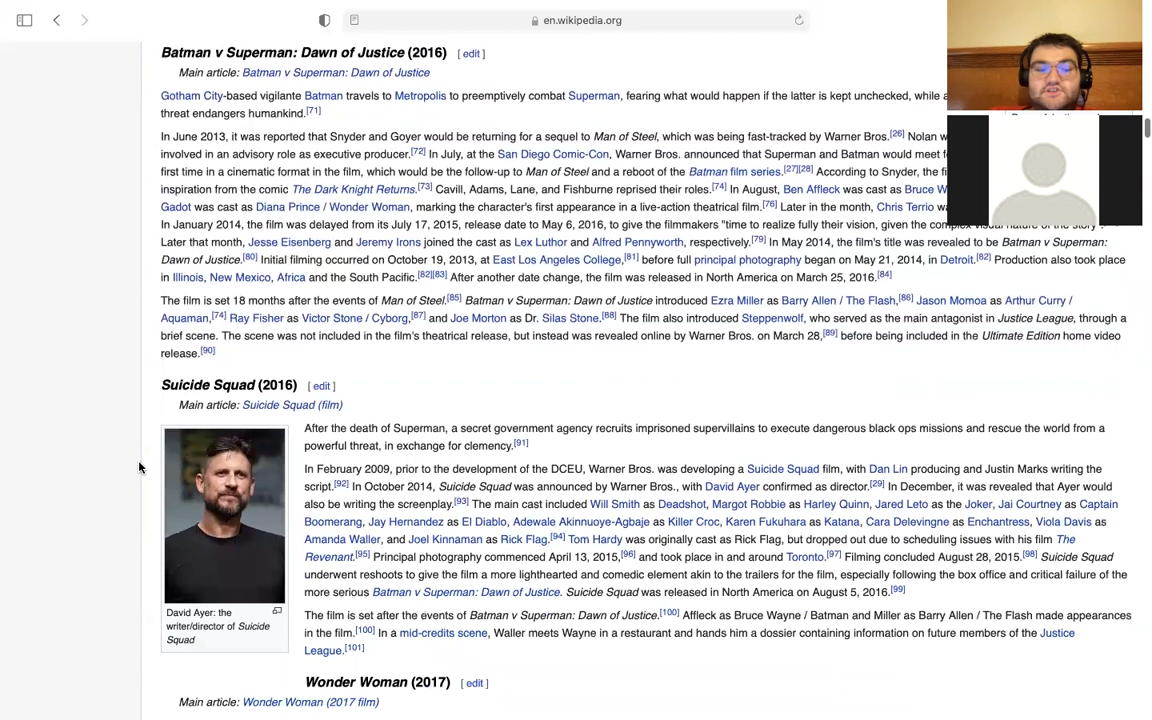 en.wikipedia.org
Batman v Superman: Dawn of Justice (2016) [ edit ]
Main article: Batman v Superman: Dawn of Justice
Gotham City-based vigilante Batman travels to Metropolis to preemptively combat Superman, fearing what would happen if the latter is kept unchecked, while a
threat endangers humankind.[71]
In June 2013, it was reported that Snyder and Goyer would be returning for a sequel to Man of Steel, which was being fast-tracked by Warner Bros.[26] Nolan w
involved in an advisory role as executive producer.[72] In July, at the San Diego Comic-Con, Warner Bros. announced that Superman and Batman would meet f
first time in a cinematic format in the film, which would be the follow-up to Man of Steel and a reboot of the Batman film series.[27][28] According to Snyder, the fi
inspiration from the comic The Dark Knight Returns.[73] Cavill, Adams, Lane, and Fishburne reprised their roles.[74] In August, Ben Affleck was cast as Bruce W
Gadot was cast as Diana Prince / Wonder Woman, marking the character's first appearance in a live-action theatrical film.[76] Later in the month, Chris Terrio wa
In January 2014, the film was delayed from its July 17, 2015, release date to May 6, 2016, to give the filmmakers "time to realize fully their vision, given the complex visual nature of the story".
Later that month, Jesse Eisenberg and Jeremy Irons joined the cast as Lex Luthor and Alfred Pennyworth, respectively.[79] In May 2014, the film's title was revealed to be Batman v Superman:
Dawn of Justice.[80] Initial filming occurred on October 19, 2013, at East Los Angeles College,[81] before full principal photography began on May 21, 2014, in Detroit.[82] Production also took place
in Illinois, New Mexico, Africa and the South Pacific.[82][83] After another date change, the film was released in North America on March 25, 2016.[84]
The film is set 18 months after the events of Man of Steel.[85] Batman v Superman: Dawn of Justice introduced Ezra Miller as Barry Allen / The Flash,[86] Jason Momoa as Arthur Curry /
Aquaman,[74] Ray Fisher as Victor Stone / Cyborg,[87] and Joe Morton as Dr. Silas Stone.[88] The film also introduced Steppenwolf, who served as the main antagonist in Justice League, through a
brief scene. The scene was not included in the film's theatrical release, but instead was revealed online by Warner Bros. on March 28,[89] before being included in the Ultimate Edition home video
release.[90]
Suicide Squad (2016) [ edit ]
Main article: Suicide Squad (film)
After the death of Superman, a secret government agency recruits imprisoned supervillains to execute dangerous black ops missions and rescue the world from a
powerful threat, in exchange for clemency.[91]
In February 2009, prior to the development of the DCEU, Warner Bros. was developing a Suicide Squad film, with Dan Lin producing and Justin Marks writing the
script.[92] In October 2014, Suicide Squad was announced by Warner Bros., with David Ayer confirmed as director.[29] In December, it was revealed that Ayer would
also be writing the screenplay.[93] The main cast included Will Smith as Deadshot, Margot Robbie as Harley Quinn, Jared Leto as the Joker, Jai Courtney as Captain
Boomerang, Jay Hernandez as El Diablo, Adewale Akinnuoye-Agbaje as Killer Croc, Karen Fukuhara as Katana, Cara Delevingne as Enchantress, Viola Davis as
Amanda Waller, and Joel Kinnaman as Rick Flag.[94] Tom Hardy was originally cast as Rick Flag, but dropped out due to scheduling issues with his film The
Revenant.[95] Principal photography commenced April 13, 2015,[96] and took place in and around Toronto.[97] Filming concluded August 28, 2015.[98] Suicide Squad
underwent reshoots to give the film a more lighthearted and comedic element akin to the trailers for the film, especially following the box office and critical failure of the
more serious Batman v Superman: Dawn of Justice. Suicide Squad was released in North America on August 5, 2016.[99]
The film is set after the events of Batman v Superman: Dawn of Justice.[100] Affleck as Bruce Wayne / Batman and Miller as Barry Allen / The Flash made appearances
in the film.[100] In a mid-credits scene, Waller meets Wayne in a restaurant and hands him a dossier containing information on future members of the Justice
League.[101]
David Ayer: the
writer/director of Suicide
Squad
Wonder Woman (2017) [ edit ]
Main article: Wonder Woman (2017 film)